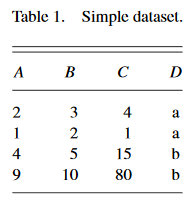 Table 1. Simple dataset.
A B C D
2 3 4 a
1 2 1 a
4 5 15 b
9 10 80 b